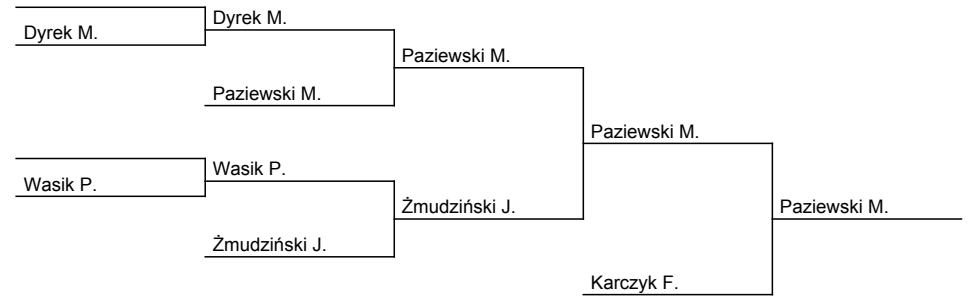 Dyrek M.
Dyrek M.
Paziewski M.
Paziewski M.
Paziewski M.
Wasik P.
Wasik P.
Żmudziński J.
Paziewski M.
Żmudziński J.
Karczyk F.